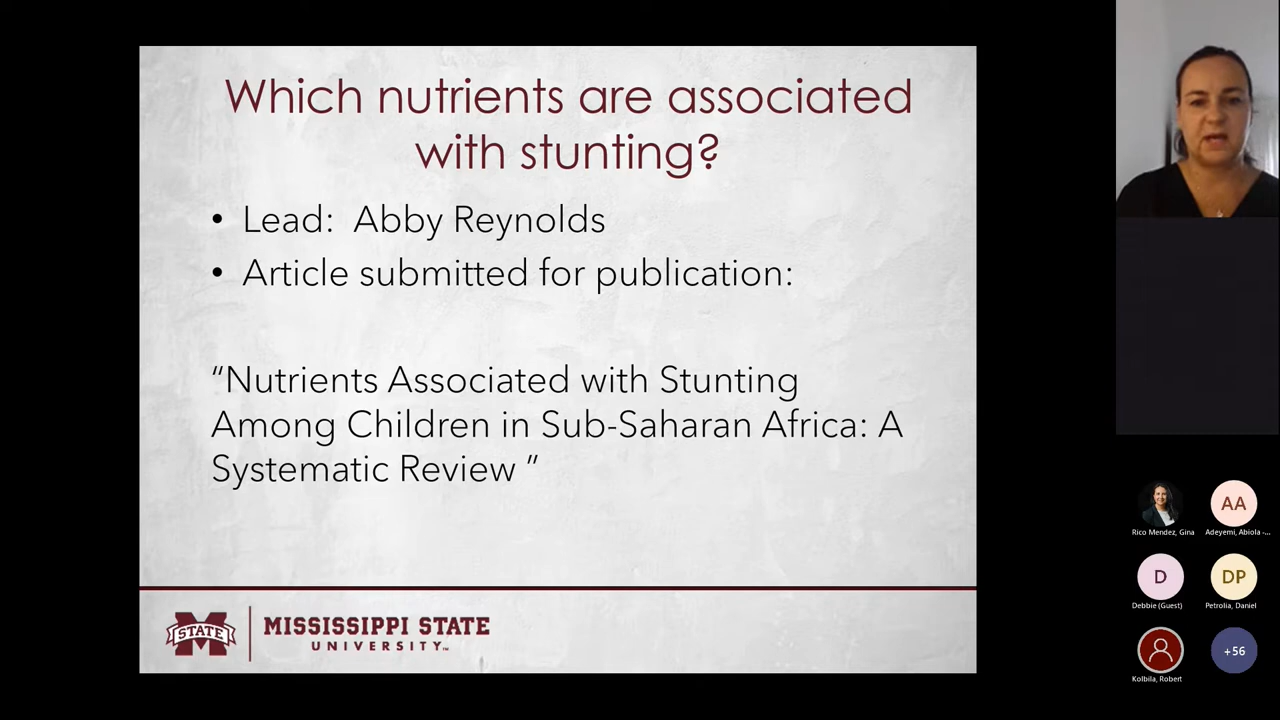 Which nutrients are associated
with stunting?
• Lead: Abby Reynolds
• Article submitted for publication:
“Nutrients Associated with Stunting
Among Children in Sub-Saharan Africa: A
Systematic Review ”
STATE
MISSISSIPPI STATE
UNIVERSITY™
Rico Mendez, Gina
AA
Adeyemi, Abiola -...
D
Debbie (Guest)
DP
Petrolia, Daniel
Kolbila, Robert
+56